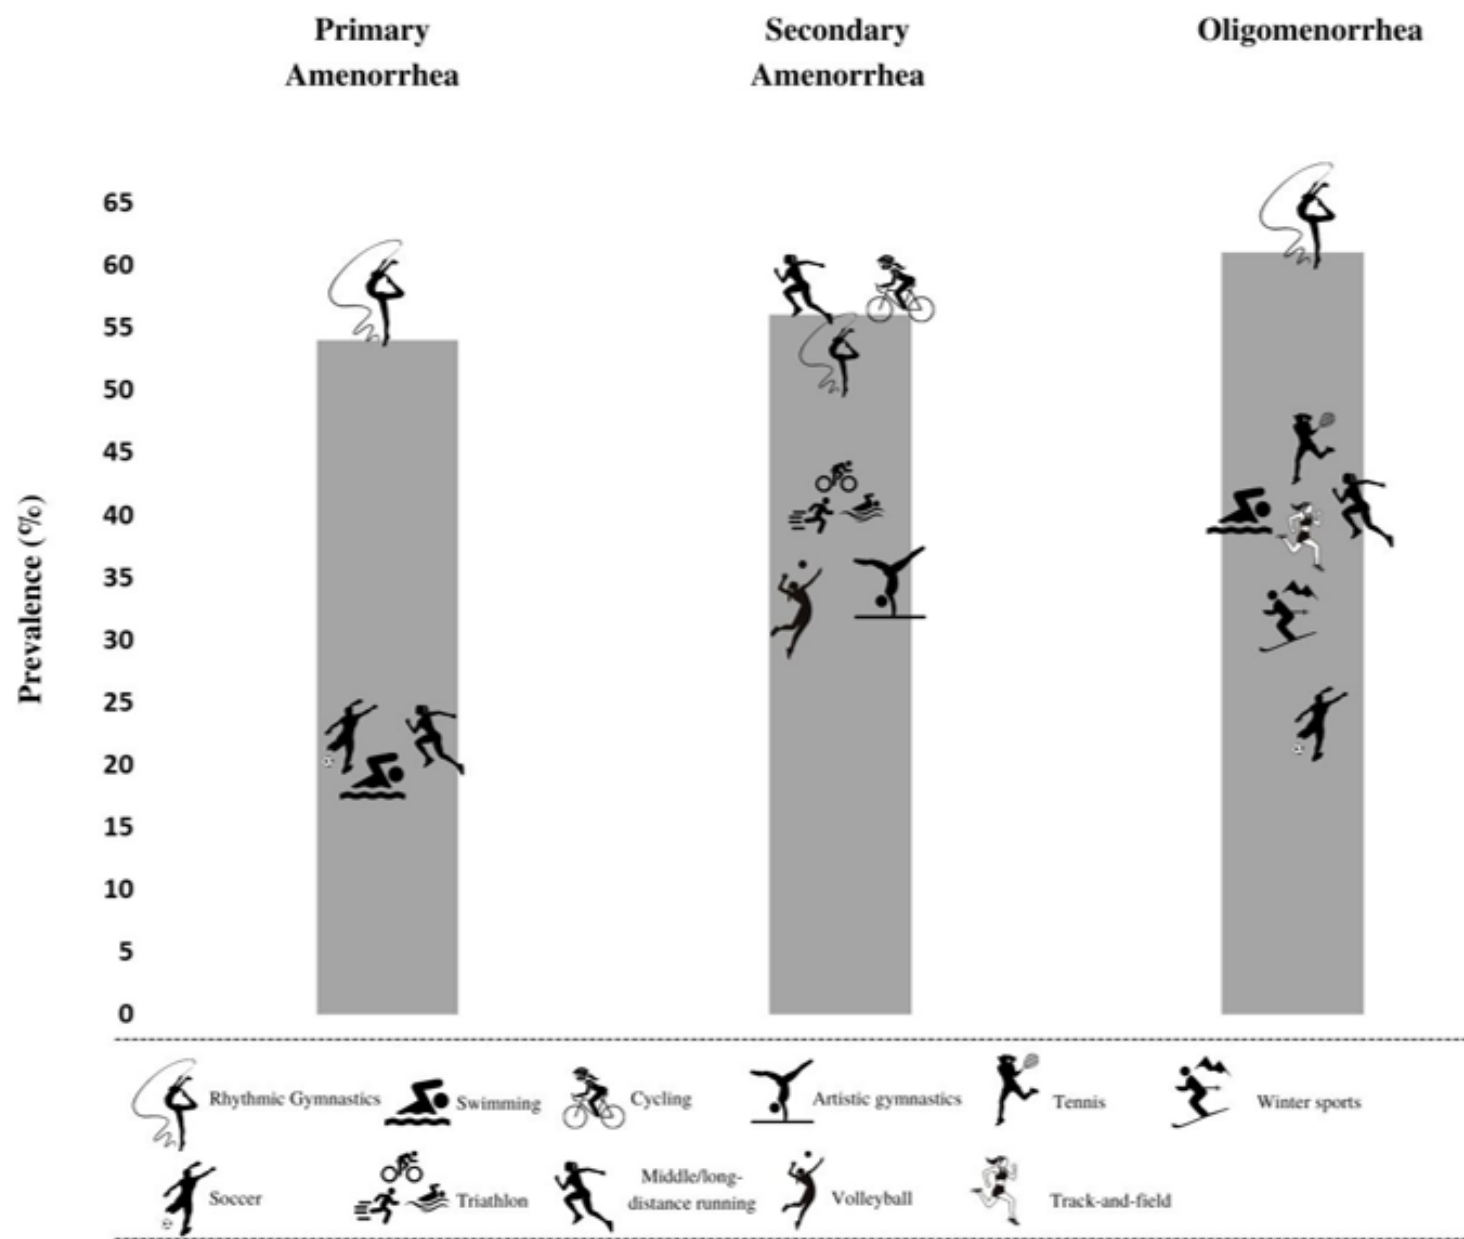 Primary
Amenorrhea
Secondary
Amenorrhea
Oligomenorrhea
65
60
55
50
45
40
35
30
25
20
15
10
5
0
Prevalence (%)
Rhythmic Gymnastics
Swimming
Cycling
Artistic gymnastics
Tennis
Winter sports
Soccer
Triathlon
Middle/long-
distance running
Volleyball
Track-and-field